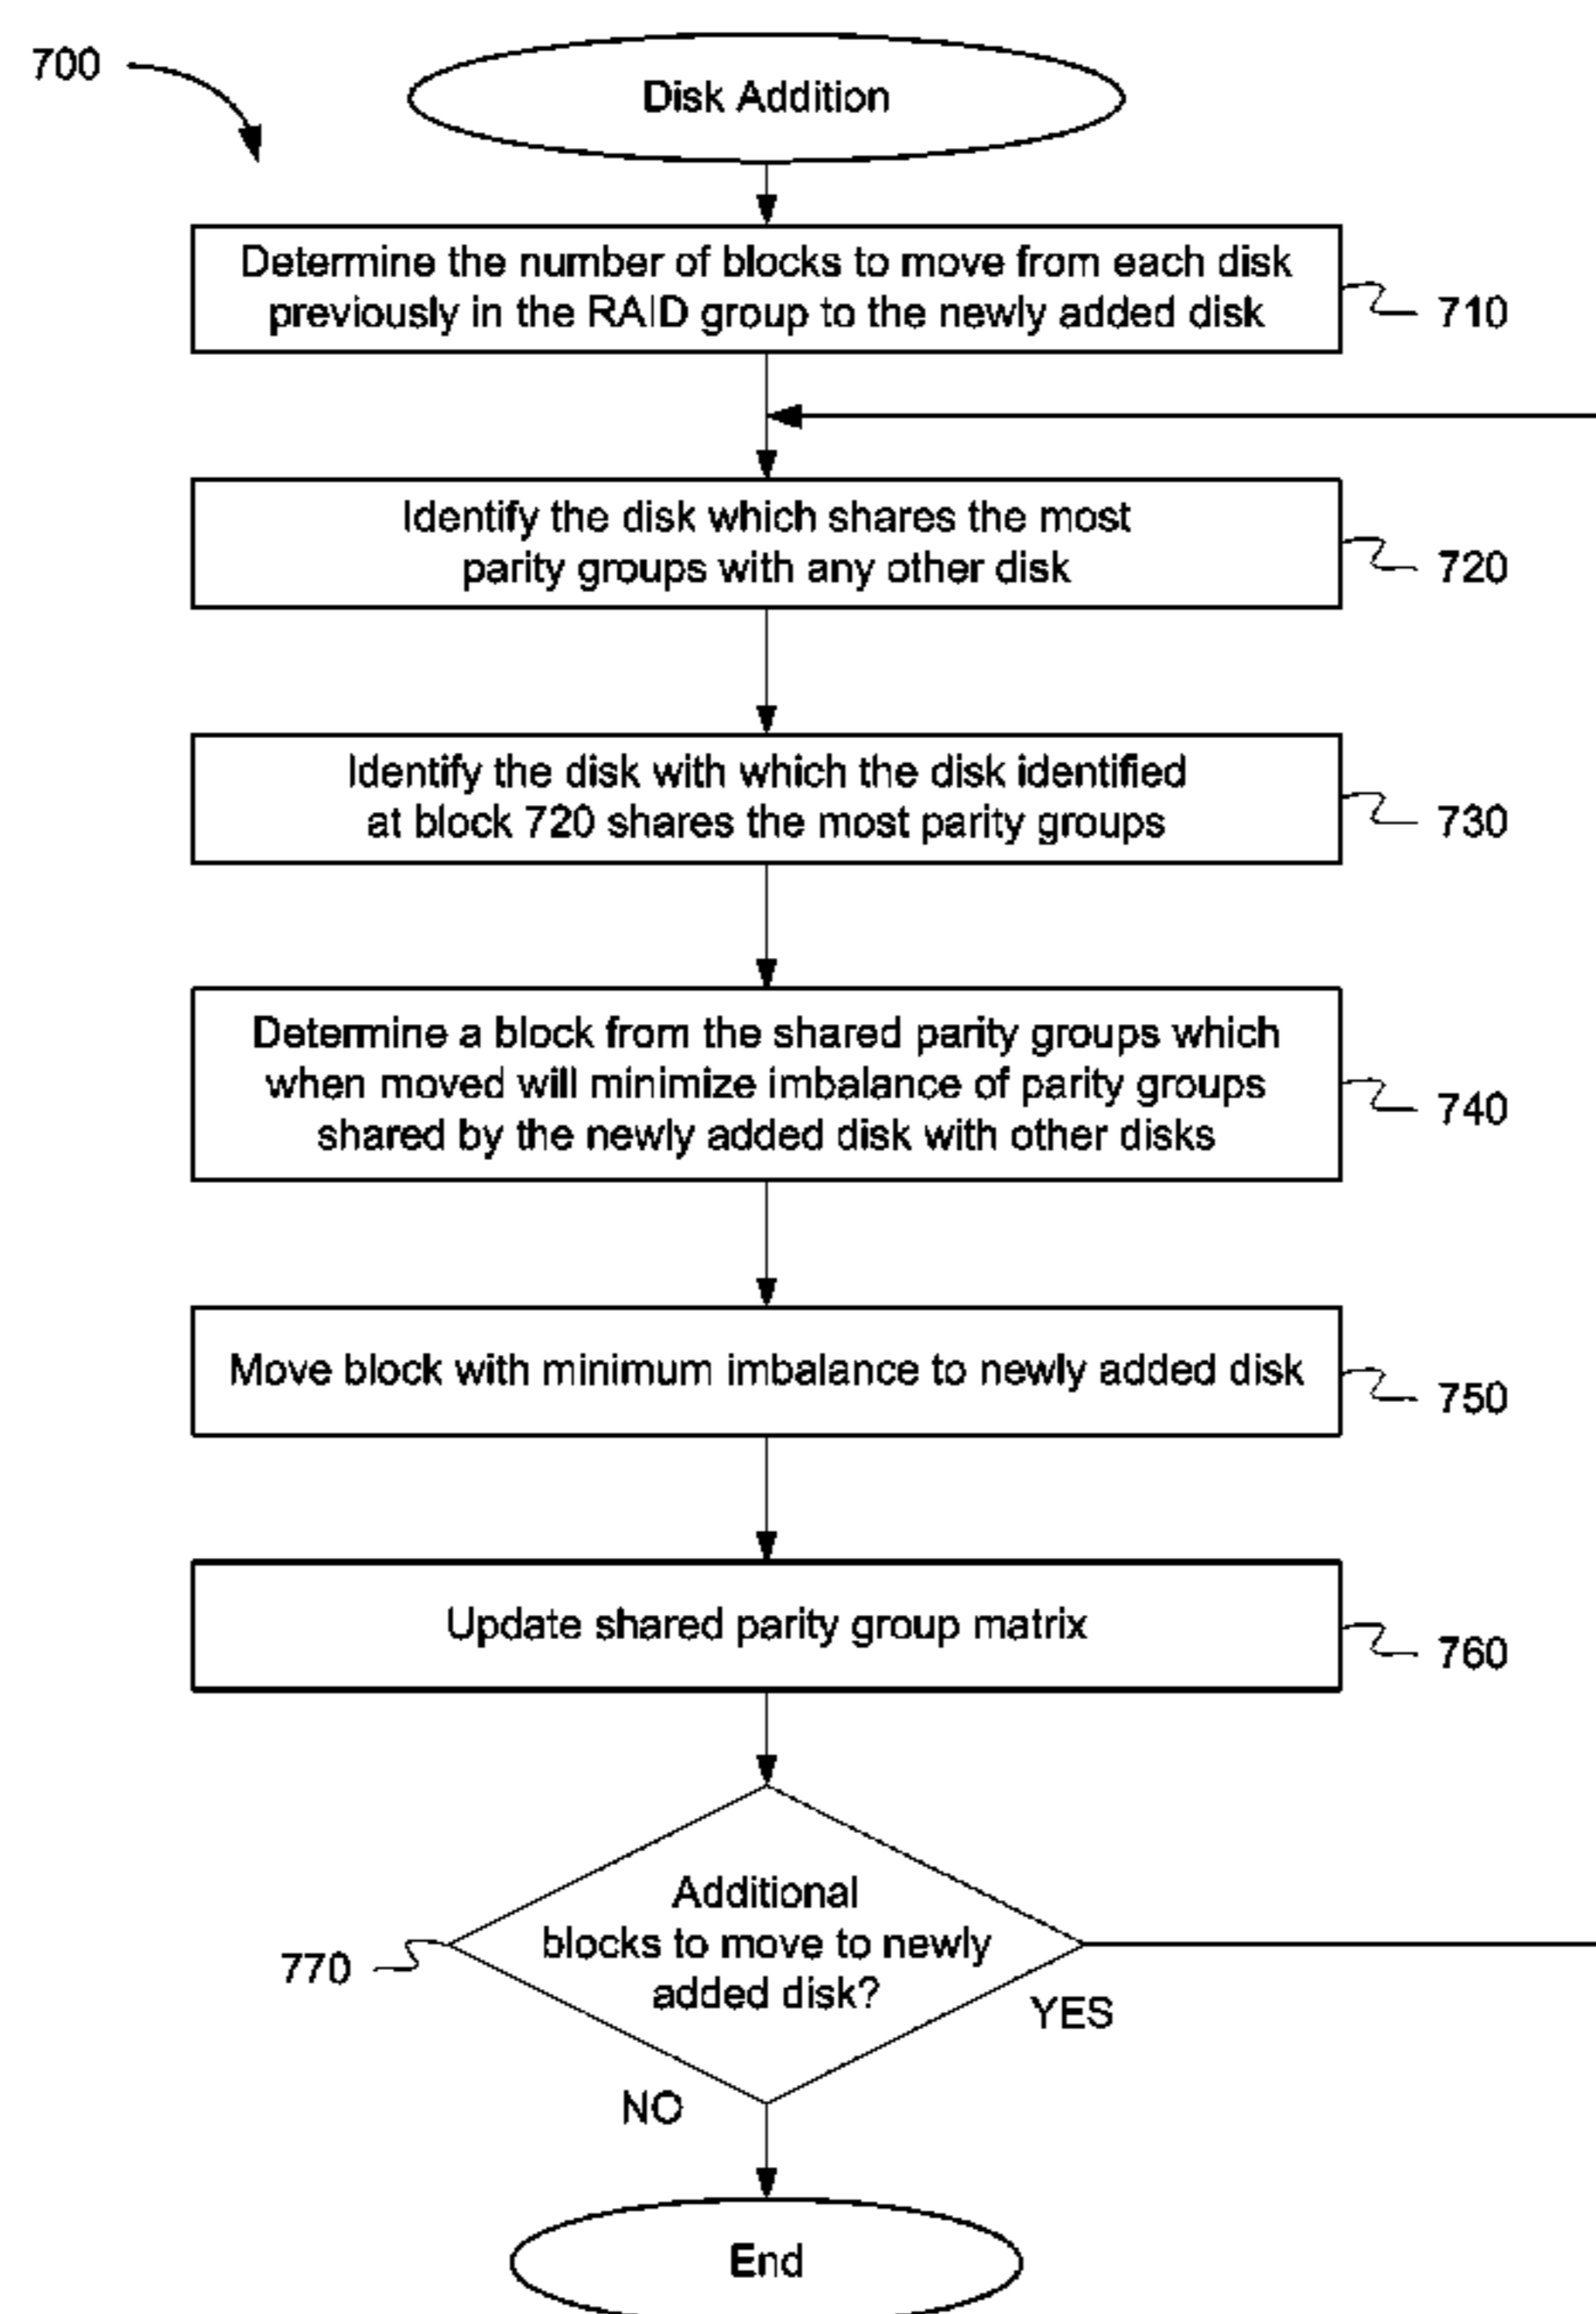 700
Disk Addition
Determine the number of blocks to move from each disk
previously in the RAID group to the newly added disk
710
Identify the disk which shares the most
parity groups with any other disk
720
Identify the disk with which the disk identified
at block 720 shares the most parity groups
730
Determine a block from the shared parity groups which
when moved will minimize imbalance of parity groups
shared by the newly added disk with other disks
740
Move block with minimum imbalance to newly added disk
750
Update shared parity group matrix
760
Additional
blocks to move to newly
added disk?
770
YES
NO
End